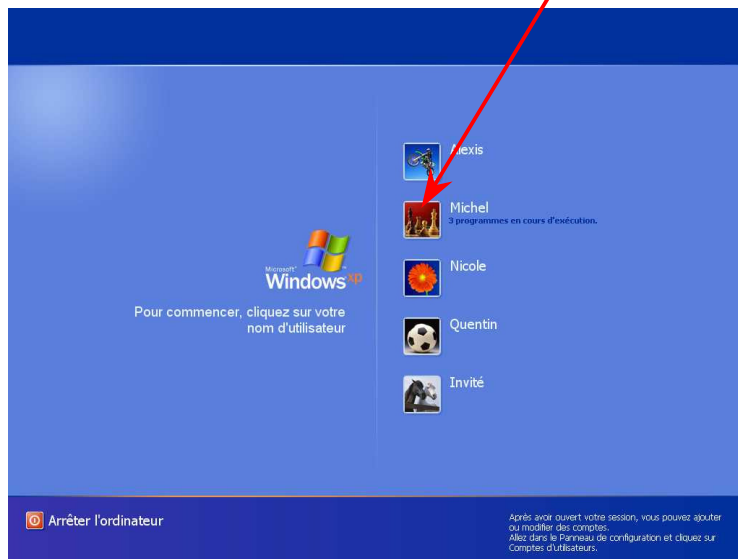 Alexis
Michel
3 programmes en cours d'exécution.
Nicole
Quentin
Invité
Microsoft®
Windows xp
Pour commencer, cliquez sur votre
nom d'utilisateur
Arrêter l'ordinateur
Après avoir ouvert votre session, vous pouvez ajouter
ou modifier des comptes.
Allez dans le Panneau de configuration et cliquez sur
Comptes d'utilisateurs.